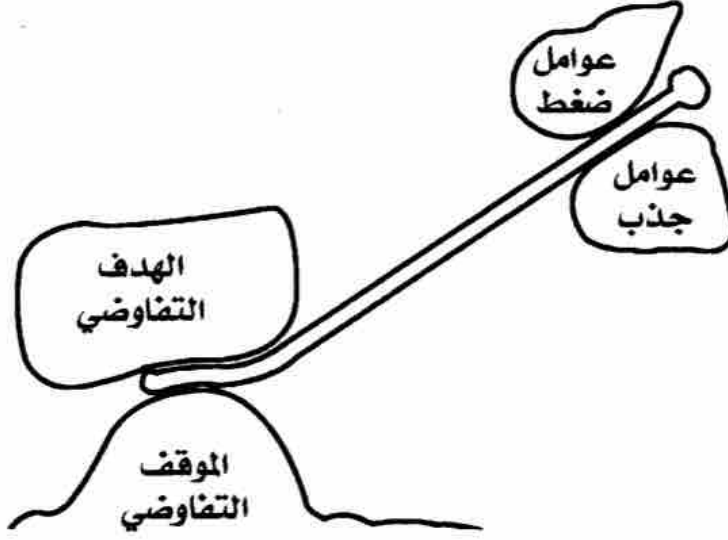 عوامل
ضغط
عوامل
جذب
الهدف
التفاوضي
الموقف
التفاوضي